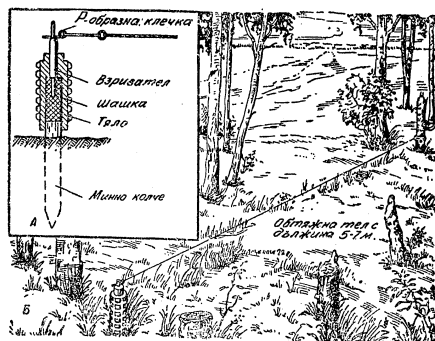 Р-образна клечка
Взривател
Шашка
Тяло
Минно колче
А
Обтяжна тел с
дължина 5-7 м.
Б